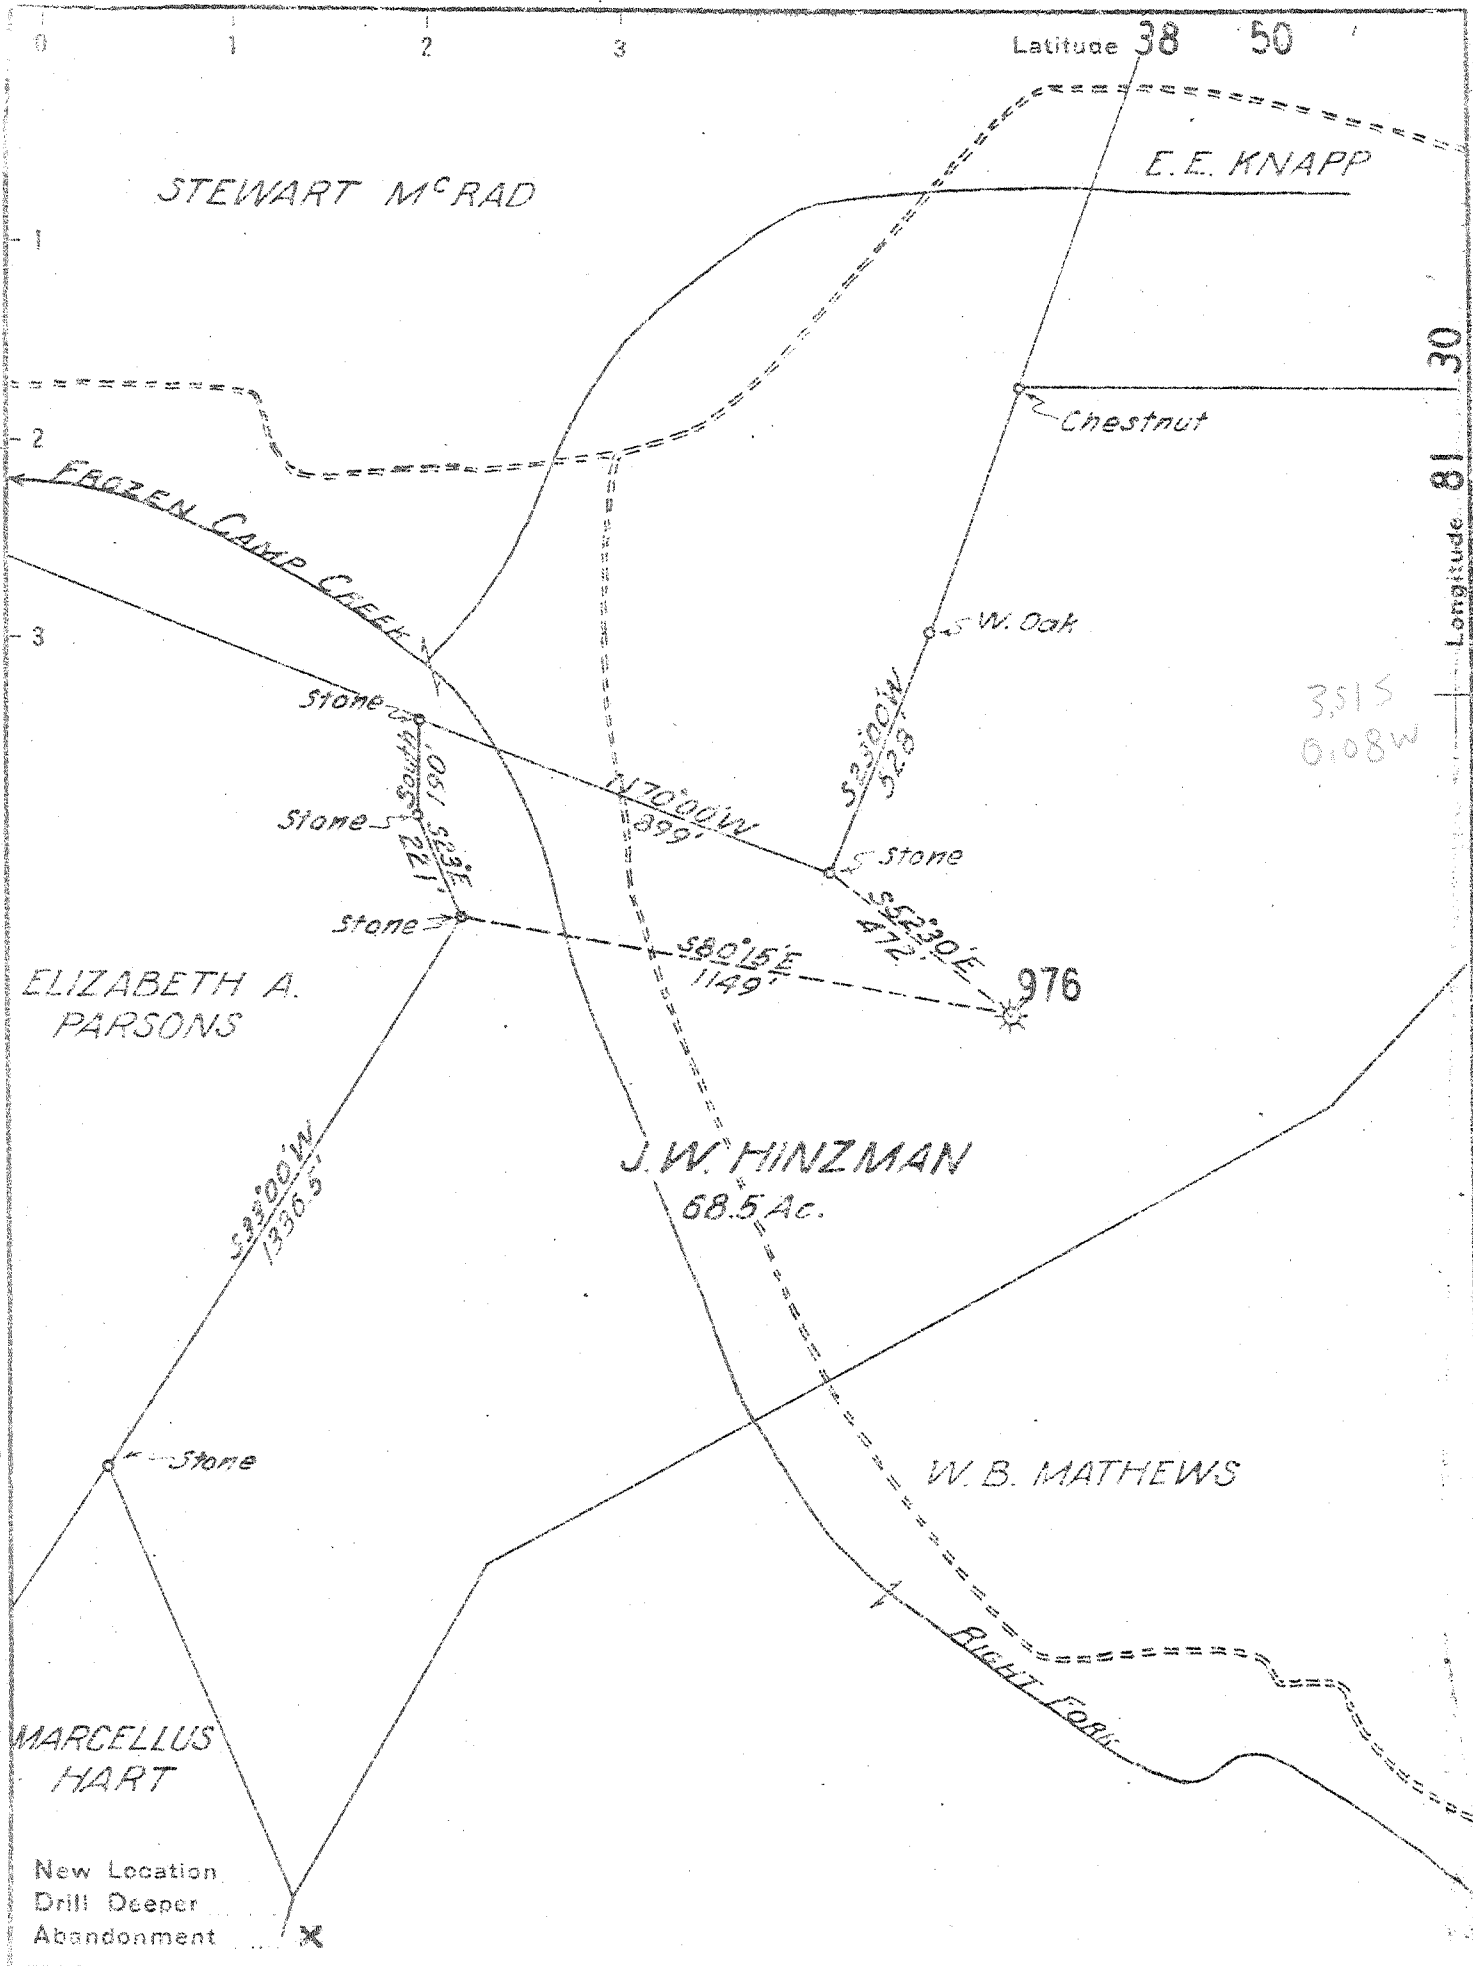 0 1 2 3 Latitude 38 50 '
E.E. KNAPP
STEWART McRAD
1
Longitude 81 30
Chestnut
2
FROZEN CAMP CREEK
W. Oak
3
3,51 S
0.08 W
Stone
S23°00'W
528'
South 190'
N70°00'W
899'
Stone
S23°E
221'
Stone
S52°30'E
472'
Stone
S80°15'E
1149'
976
ELIZABETH A.
PARSONS
S33°00'W
1336.5'
J.W. HINZMAN
68.5 Ac.
Stone
W. B. MATHEWS
RIGHT FORK
MARCELLUS
HART
New Location
Drill Deeper
Abandonment X